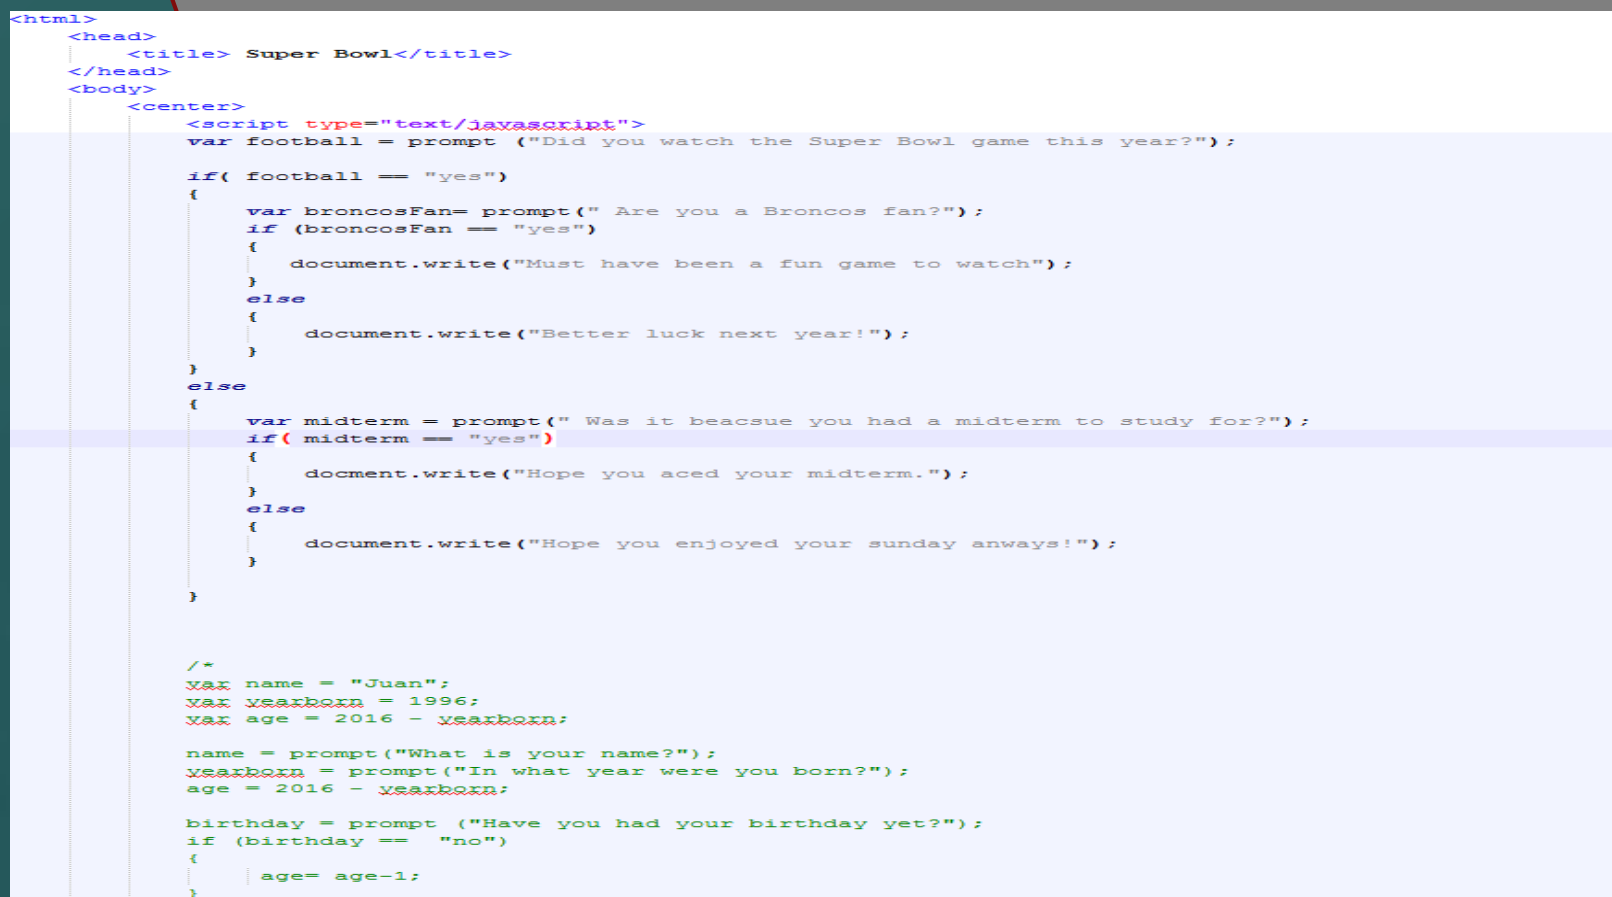 <html>
<head>
<title> Super Bowl</title>
</head>
<body>
<center>
<script type="text/javascript">
var football = prompt ("Did you watch the Super Bowl game this year?");
if( football == "yes")
{
var broncosFan= prompt(" Are you a Broncos fan?");
if (broncosFan == "yes")
{
document.write("Must have been a fun game to watch");
}
else
{
document.write("Better luck next year!");
}
}
else
{
var midterm = prompt(" Was it beacsue you had a midterm to study for?");
if( midterm == "yes")
{
docment.write("Hope you aced your midterm.");
}
else
{
document.write("Hope you enjoyed your sunday anways!");
}
}
/*
var name = "Juan";
var yearborn = 1996;
var age = 2016 - yearborn;
name = prompt("What is your name?");
yearborn = prompt("In what year were you born?");
age = 2016 - yearborn;
birthday = prompt ("Have you had your birthday yet?");
if (birthday ==  "no")
{
age= age-1;
}